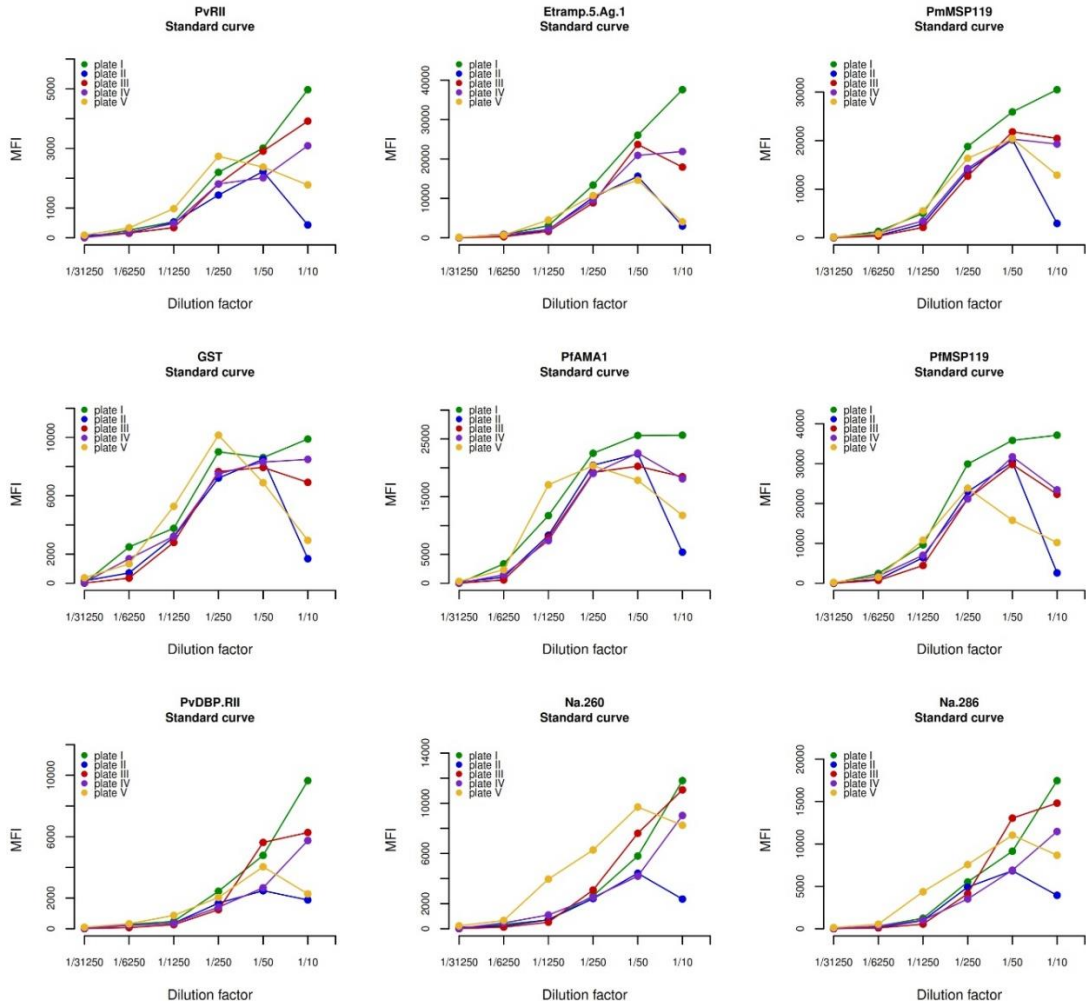 PvRII
Standard curve
plate I
plate II
plate III
plate IV
plate V
MFI
0 1000 3000 5000
1/31250 1/6250 1/1250 1/250 1/50 1/10
Dilution factor
Etramp.5.Ag.1
Standard curve
plate I
plate II
plate III
plate IV
plate V
MFI
0 10000 20000 30000 40000
1/31250 1/6250 1/1250 1/250 1/50 1/10
Dilution factor
PmMSP119
Standard curve
plate I
plate II
plate III
plate IV
plate V
MFI
0 10000 20000 30000
1/31250 1/6250 1/1250 1/250 1/50 1/10
Dilution factor
GST
Standard curve
plate I
plate II
plate III
plate IV
plate V
MFI
0 2000 6000 10000
1/31250 1/6250 1/1250 1/250 1/50 1/10
Dilution factor
PfAMA1
Standard curve
plate I
plate II
plate III
plate IV
plate V
MFI
0 5000 15000 25000
1/31250 1/6250 1/1250 1/250 1/50 1/10
Dilution factor
PfMSP119
Standard curve
plate I
plate II
plate III
plate IV
plate V
MFI
0 10000 20000 30000 40000
1/31250 1/6250 1/1250 1/250 1/50 1/10
Dilution factor
PvDBP.RII
Standard curve
plate I
plate II
plate III
plate IV
plate V
MFI
0 2000 6000 10000
1/31250 1/6250 1/1250 1/250 1/50 1/10
Dilution factor
Na.260
Standard curve
plate I
plate II
plate III
plate IV
plate V
MFI
0 2000 6000 10000 14000
1/31250 1/6250 1/1250 1/250 1/50 1/10
Dilution factor
Na.286
Standard curve
plate I
plate II
plate III
plate IV
plate V
MFI
0 5000 10000 15000 20000
1/31250 1/6250 1/1250 1/250 1/50 1/10
Dilution factor